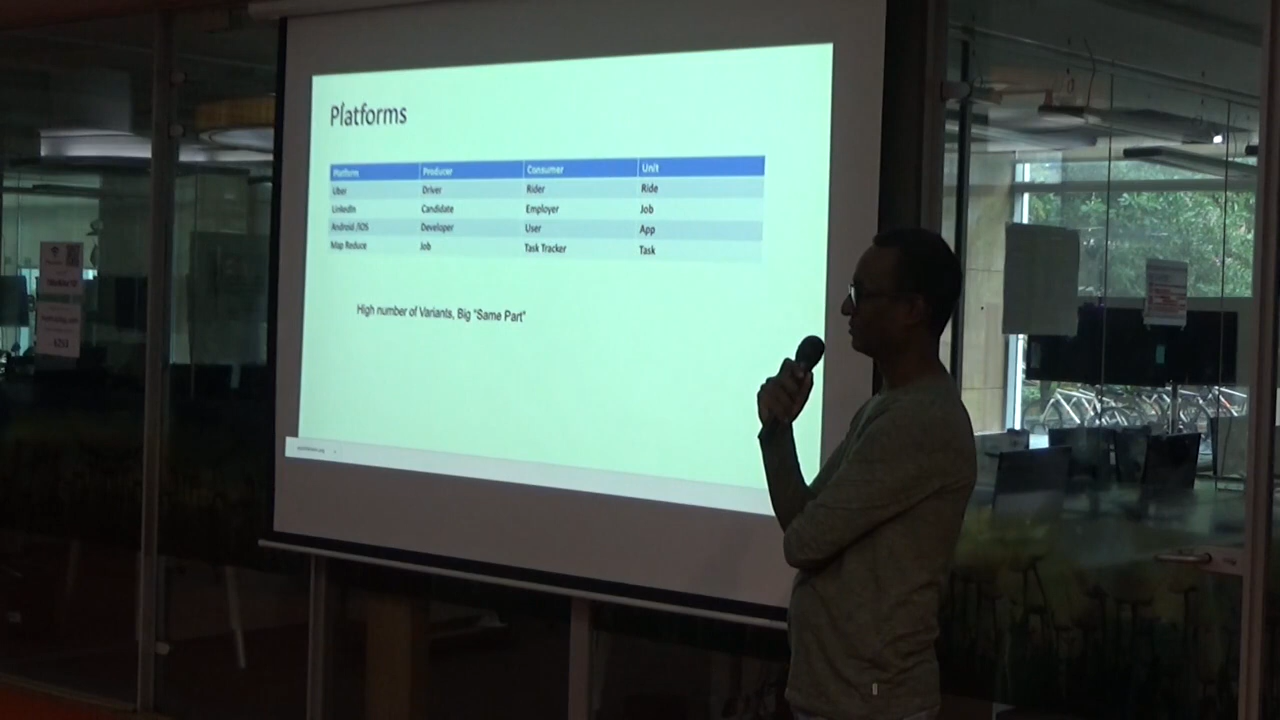 Platforms
Platform Producer Consumer Unit
Uber Driver Rider Ride
LinkedIn Candidate Employer Job
Android /IOS Developer User App
Map Reduce Job Task Tracker Task
High number of Variants, Big "Same Part"